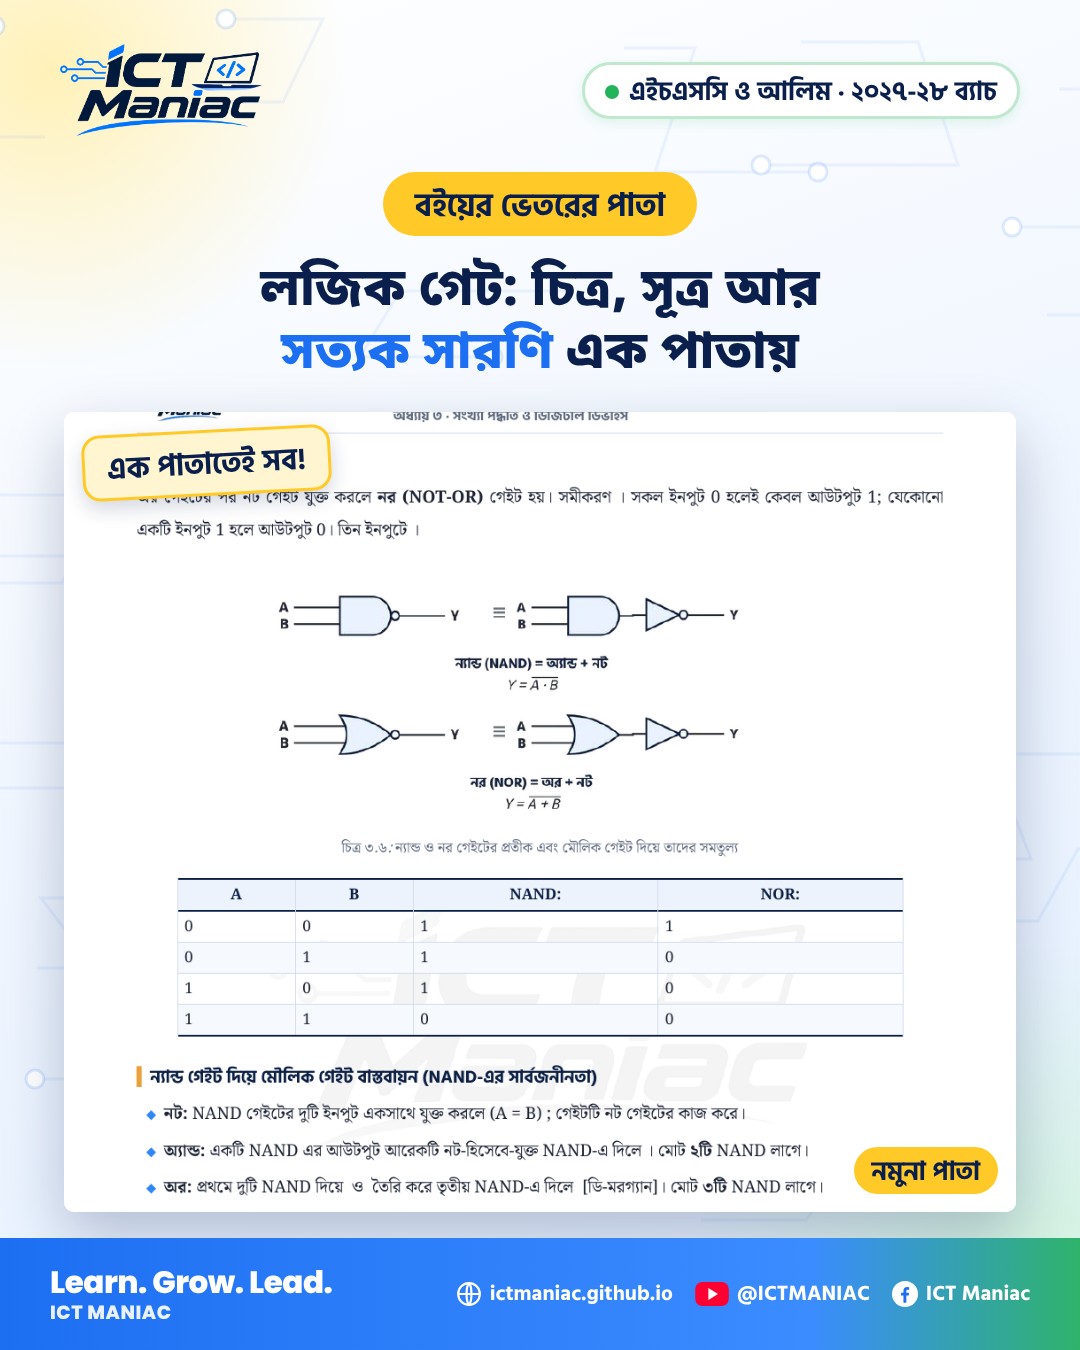 ICT
Maniac
এইচএসসি ও আলিম · ২০২৭-২৮ ব্যাচ
বইয়ের ভেতরের পাতা
লজিক গেট: চিত্র, সূত্র আর
সত্যক সারণি এক পাতায়
অধ্যায় ৩ · সংখ্যা পদ্ধতি ও ডিজিটাল ডিভাইস
এক পাতাতেই সব!
গেইটের পর নট গেইট যুক্ত করলে নর (NOT-OR) গেইট হয়। সমীকরণ । সকল ইনপুট 0 হলেই কেবল আউটপুট 1; যেকোনো
একটি ইনপুট 1 হলে আউটপুট 0। তিন ইনপুটে ।
A B Y ≡ A B Y
ন্যান্ড (NAND) = অ্যান্ড + নট
Y = \overline{A · B}
A B Y ≡ A B Y
নর (NOR) = অর + নট
Y = \overline{A + B}
চিত্র ৩.৬: ন্যান্ড ও নর গেইটের প্রতীক এবং মৌলিক গেইট দিয়ে তাদের সমতুল্য
A B NAND: NOR:
0 0 1 1
0 1 1 0
1 0 1 0
1 1 0 0
ন্যান্ড গেইট দিয়ে মৌলিক গেইট বাস্তবায়ন (NAND-এর সার্বজনীনতা)
নট: NAND গেইটের দুটি ইনপুট একসাথে যুক্ত করলে (A = B) ; গেইটটি নট গেইটের কাজ করে।
অ্যান্ড: একটি NAND এর আউটপুট আরেকটি নট-হিসেবে-যুক্ত NAND-এ দিলে । মোট ২টি NAND লাগে।
অর: প্রথমে দুটি NAND দিয়ে ও তৈরি করে তৃতীয় NAND-এ দিলে [ডি-মরগ্যান]। মোট ৩টি NAND লাগে।
নমুনা পাতা
Learn. Grow. Lead.
ICT MANIAC
ictmaniac.github.io @ICTMANIAC ICT Maniac